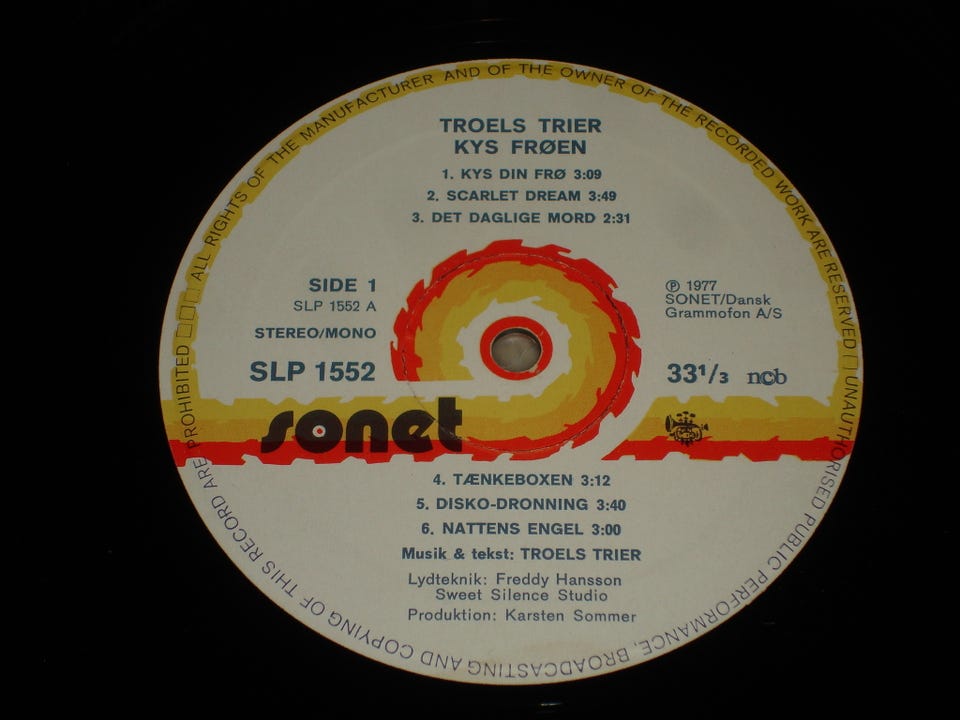 ALL RIGHTS OF THE MANUFACTURER AND OF THE OWNER OF THE RECORDED WORK ARE RESERVED □ UNAUTHORISED PUBLIC PERFORMANCE, BROADCASTING AND COPYING OF THIS RECORD ARE PROHIBITED □□□
TROELS TRIER
KYS FRØEN
1. KYS DIN FRØ 3:09
2. SCARLET DREAM 3:49
3. DET DAGLIGE MORD 2:31
SIDE 1
SLP 1552 A
STEREO/MONO
SLP 1552
℗ 1977
SONET/Dansk
Grammofon A/S
33¹/₃ ncb
sonet
4. TÆNKEBOXEN 3:12
5. DISKO-DRONNING 3:40
6. NATTENS ENGEL 3:00
Musik & tekst: TROELS TRIER
Lydteknik: Freddy Hansson
Sweet Silence Studio
Produktion: Karsten Sommer